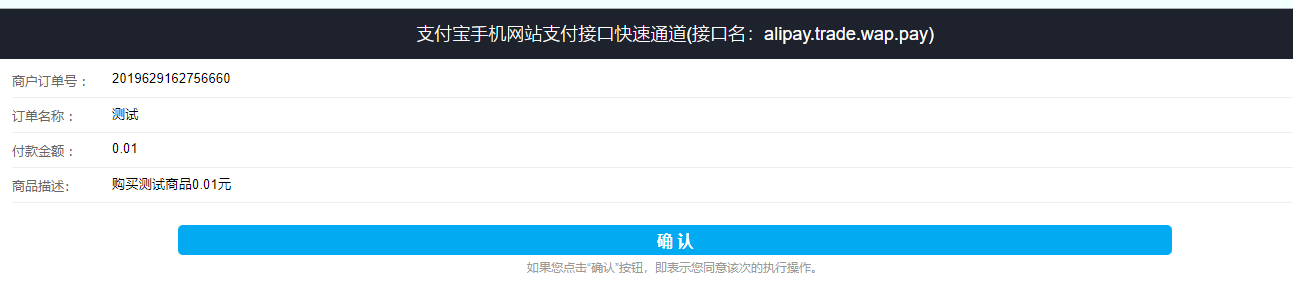 支付宝手机网站支付接口快速通道(接口名：alipay.trade.wap.pay)
商户订单号： 2019629162756660
订单名称： 测试
付款金额： 0.01
商品描述: 购买测试商品0.01元
确 认
如果您点击“确认”按钮，即表示您同意该次的执行操作。